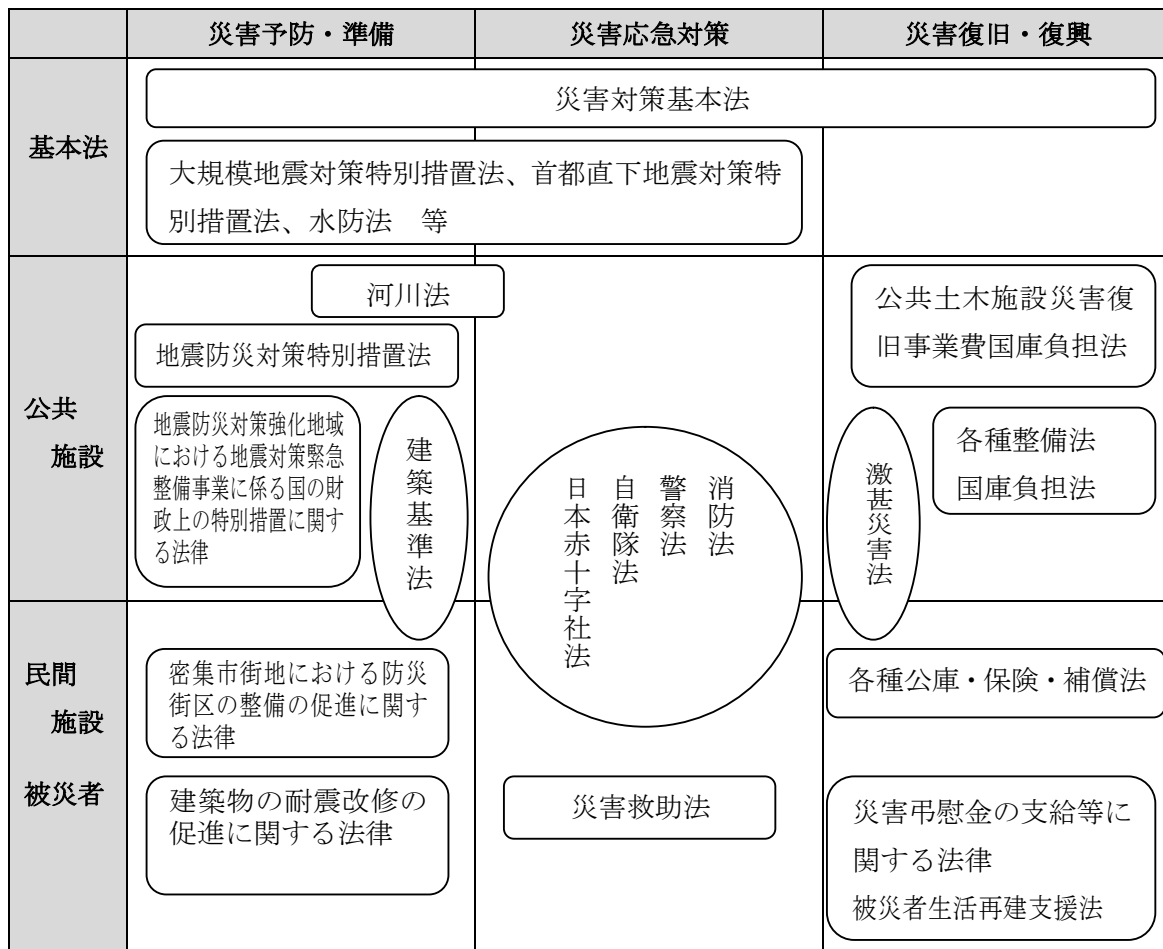 災害予防・準備
災害応急対策
災害復旧・復興
基本法
災害対策基本法
大規模地震対策特別措置法、首都直下地震対策特
別措置法、水防法　等
公共
施設
河川法
地震防災対策特別措置法
地震防災対策強化地域
における地震対策緊急
整備事業に係る国の財
政上の特別措置に関す
る法律
建築基準法
消防法
警察法
自衛隊法
日本赤十字社法
公共土木施設災害復
旧事業費国庫負担法
激甚災害法
各種整備法
国庫負担法
民間
施設
被災者
密集市街地における防災
街区の整備の促進に関す
る法律
建築物の耐震改修の
促進に関する法律
災害救助法
各種公庫・保険・補償法
災害弔慰金の支給等に
関する法律
被災者生活再建支援法